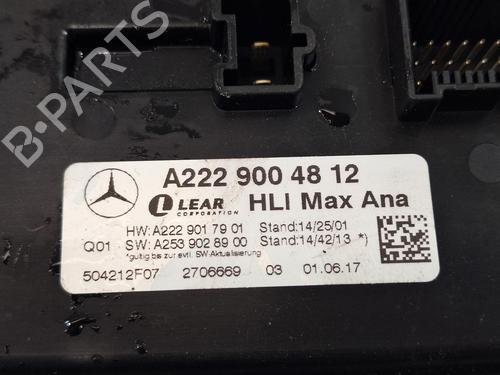 B-PARTS
A222 900 48 12
LEAR CORPORATION HLI Max Ana
HW: A222 901 79 01 Stand:14/25/01
Q01 SW: A253 902 89 00 Stand:14/42/13 *)
*gültig bis zur evtl. SW-Aktualisierung
504212F07 2706669 03 01.06.17